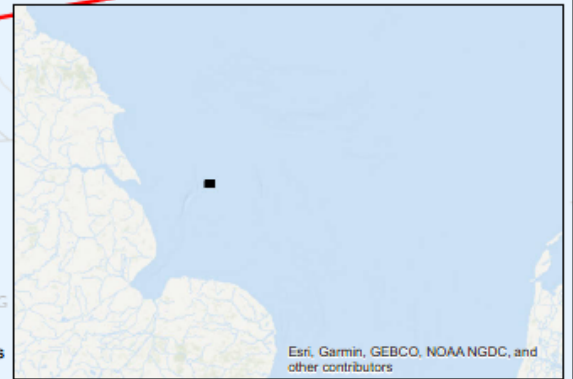 G
s
Esri, Garmin, GEBCO, NOAA NGDC, and
other contributors